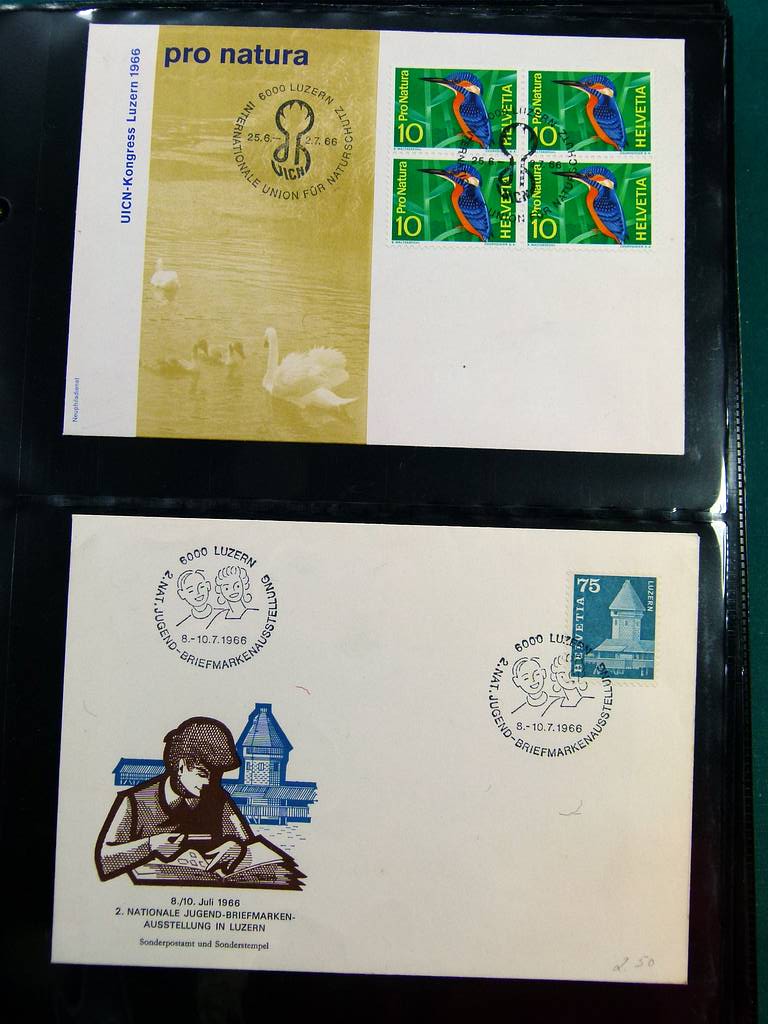 pro natura
UICN-Kongress Luzern 1966
6000 LUZERN
25.6.–2.7.66
UICN
INTERNATIONALE UNION FÜR NATURSCHUTZ
Neuphiladienst
10 Pro Natura HELVETIA
10 Pro Natura HELVETIA
10 Pro Natura HELVETIA
10 Pro Natura HELVETIA
6000 LUZERN
2.NAT.JUGEND-BRIEFMARKENAUSSTELLUNG
8.-10.7.1966
75
HELVETIA
LUZERN
6000 LUZERN
2.NAT.JUGEND-BRIEFMARKENAUSSTELLUNG
8.-10.7.1966
8./10. Juli 1966
2. NATIONALE JUGEND-BRIEFMARKEN-
AUSSTELLUNG IN LUZERN
Sonderpostamt und Sonderstempel
2.50